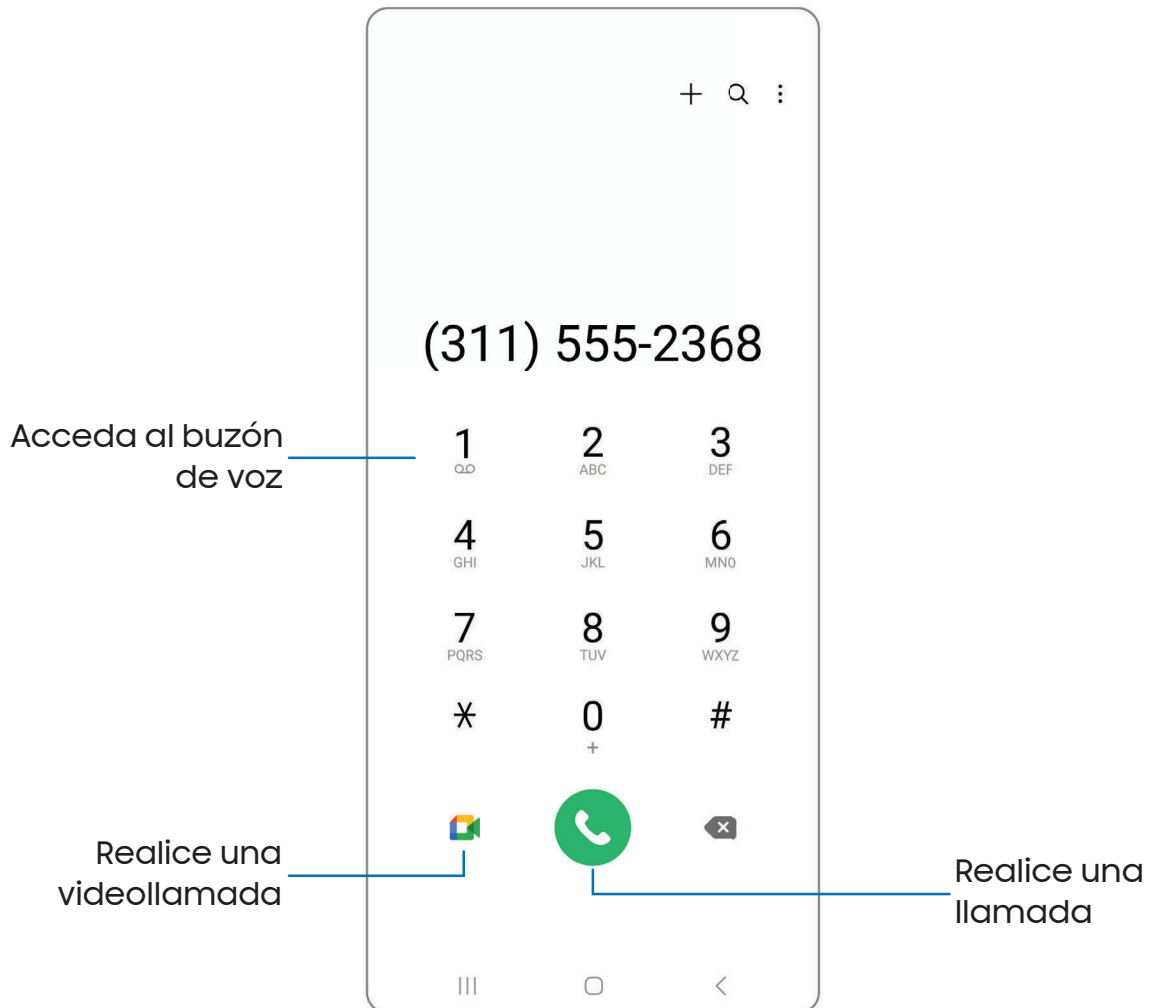 (311) 555-2368
Acceda al buzón
de voz
1 2 3
ABC DEF
4 5 6
GHI JKL MNO
7 8 9
PQRS TUV WXYZ
* 0 #
+
Realice una
videollamada
Realice una
llamada